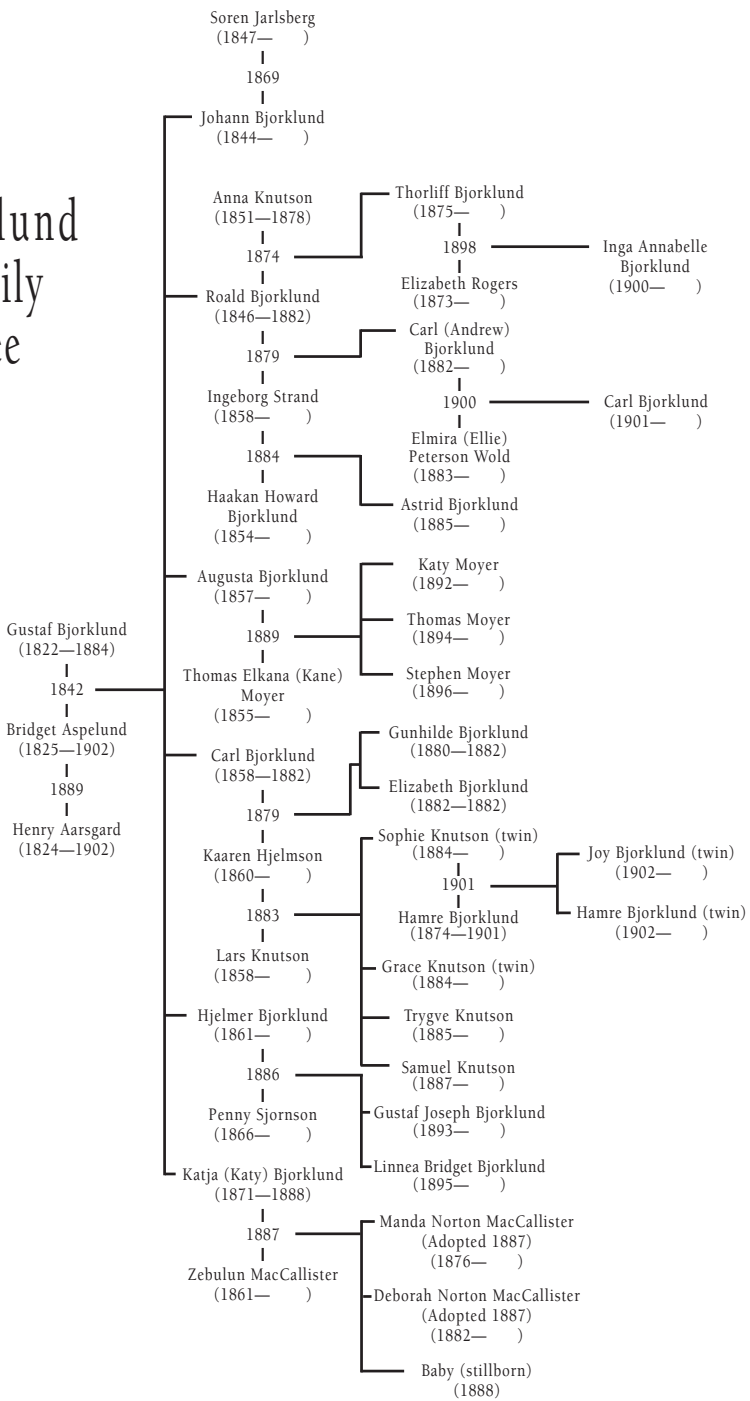 lund
ily
ee
Gustaf Bjorklund
(1822—1884)
1842
Bridget Aspelund
(1825—1902)
1889
Henry Aarsgard
(1824—1902)
Soren Jarlsberg
(1847— )
1869
Johann Bjorklund
(1844— )
Anna Knutson
(1851—1878)
1874
Roald Bjorklund
(1846—1882)
1879
Ingeborg Strand
(1858— )
1884
Haakan Howard
Bjorklund
(1854— )
Augusta Bjorklund
(1857— )
1889
Thomas Elkana (Kane)
Moyer
(1855— )
Carl Bjorklund
(1858—1882)
1879
Kaaren Hjelmson
(1860— )
1883
Lars Knutson
(1858— )
Hjelmer Bjorklund
(1861— )
1886
Penny Sjornson
(1866— )
Katja (Katy) Bjorklund
(1871—1888)
1887
Zebulun MacCallister
(1861— )
Thorliff Bjorklund
(1875— )
1898
Elizabeth Rogers
(1873— )
Carl (Andrew)
Bjorklund
(1882— )
1900
Elmira (Ellie)
Peterson Wold
(1883— )
Astrid Bjorklund
(1885— )
Katy Moyer
(1892— )
Thomas Moyer
(1894— )
Stephen Moyer
(1896— )
Gunhilde Bjorklund
(1880—1882)
Elizabeth Bjorklund
(1882—1882)
Sophie Knutson (twin)
(1884— )
1901
Hamre Bjorklund
(1874—1901)
Grace Knutson (twin)
(1884— )
Trygve Knutson
(1885— )
Samuel Knutson
(1887— )
Gustaf Joseph Bjorklund
(1893— )
Linnea Bridget Bjorklund
(1895— )
Manda Norton MacCallister
(Adopted 1887)
(1876— )
Deborah Norton MacCallister
(Adopted 1887)
(1882— )
Baby (stillborn)
(1888)
Inga Annabelle
Bjorklund
(1900— )
Carl Bjorklund
(1901— )
Joy Bjorklund (twin)
(1902— )
Hamre Bjorklund (twin)
(1902— )